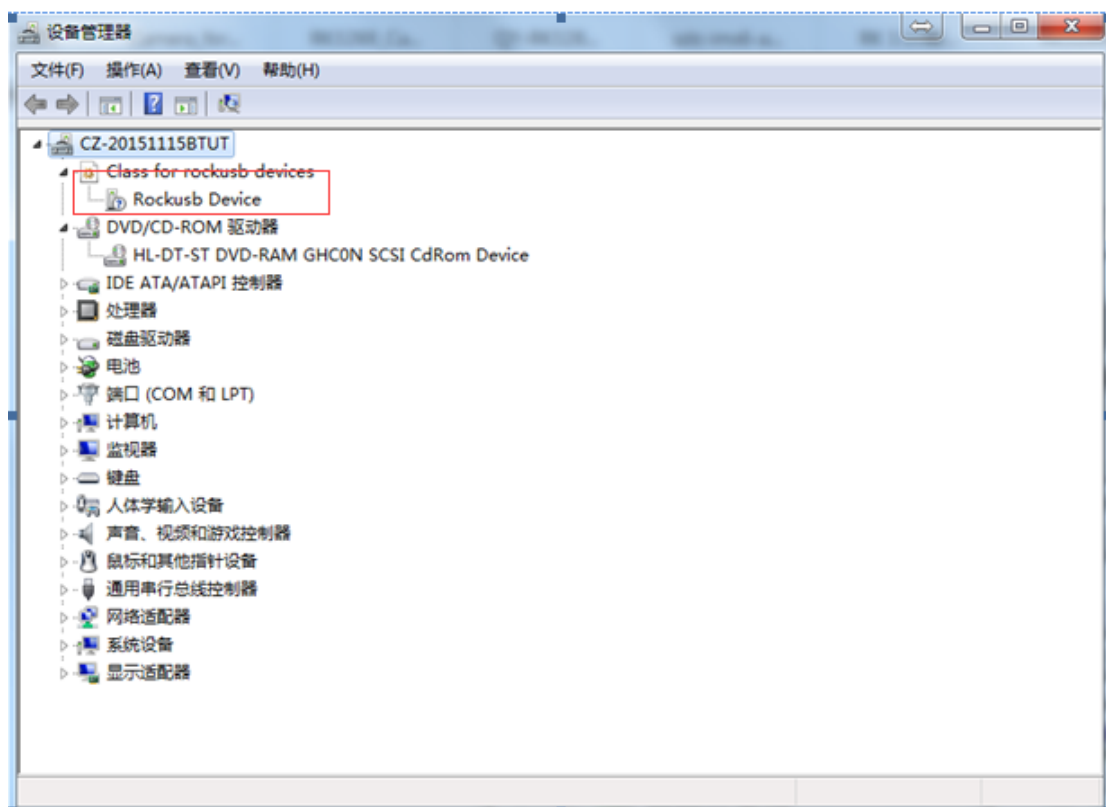 设备管理器
文件(F) 操作(A) 查看(V) 帮助(H)
CZ-20151115BTUT
Class for rockusb devices
Rockusb Device
DVD/CD-ROM 驱动器
HL-DT-ST DVD-RAM GHC0N SCSI CdRom Device
IDE ATA/ATAPI 控制器
处理器
磁盘驱动器
电池
端口 (COM 和 LPT)
计算机
监视器
键盘
人体学输入设备
声音、视频和游戏控制器
鼠标和其他指针设备
通用串行总线控制器
网络适配器
系统设备
显示适配器